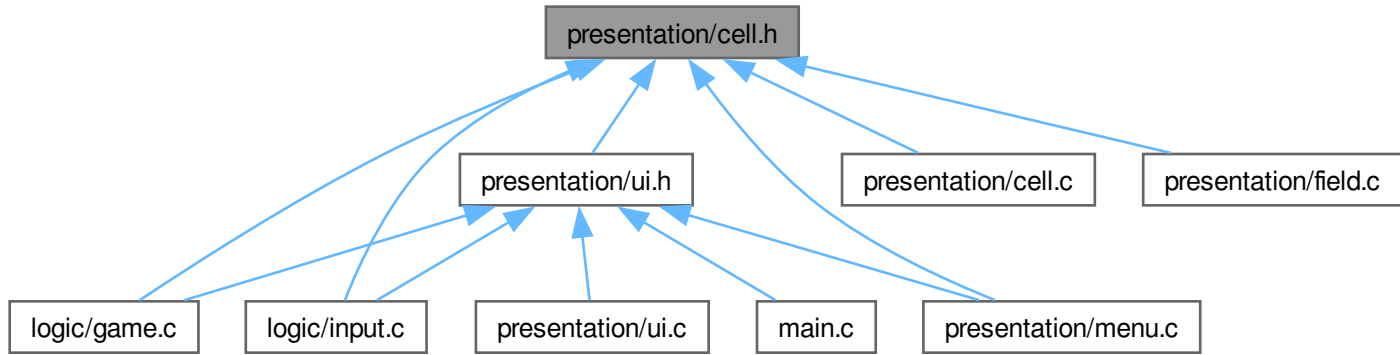 presentation/cell.h
presentation/ui.h
presentation/cell.c
presentation/field.c
logic/game.c
logic/input.c
presentation/ui.c
main.c
presentation/menu.c